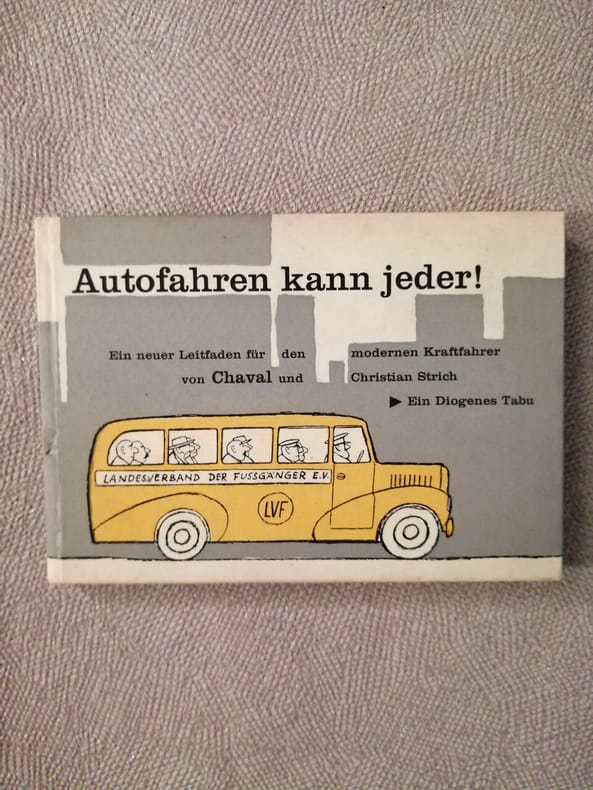 Autofahren kann jeder!
Ein neuer Leitfaden für den modernen Kraftfahrer
von Chaval und Christian Strich
▶ Ein Diogenes Tabu
LANDESVERBAND DER FUSSGÄNGER E.V.
LVF